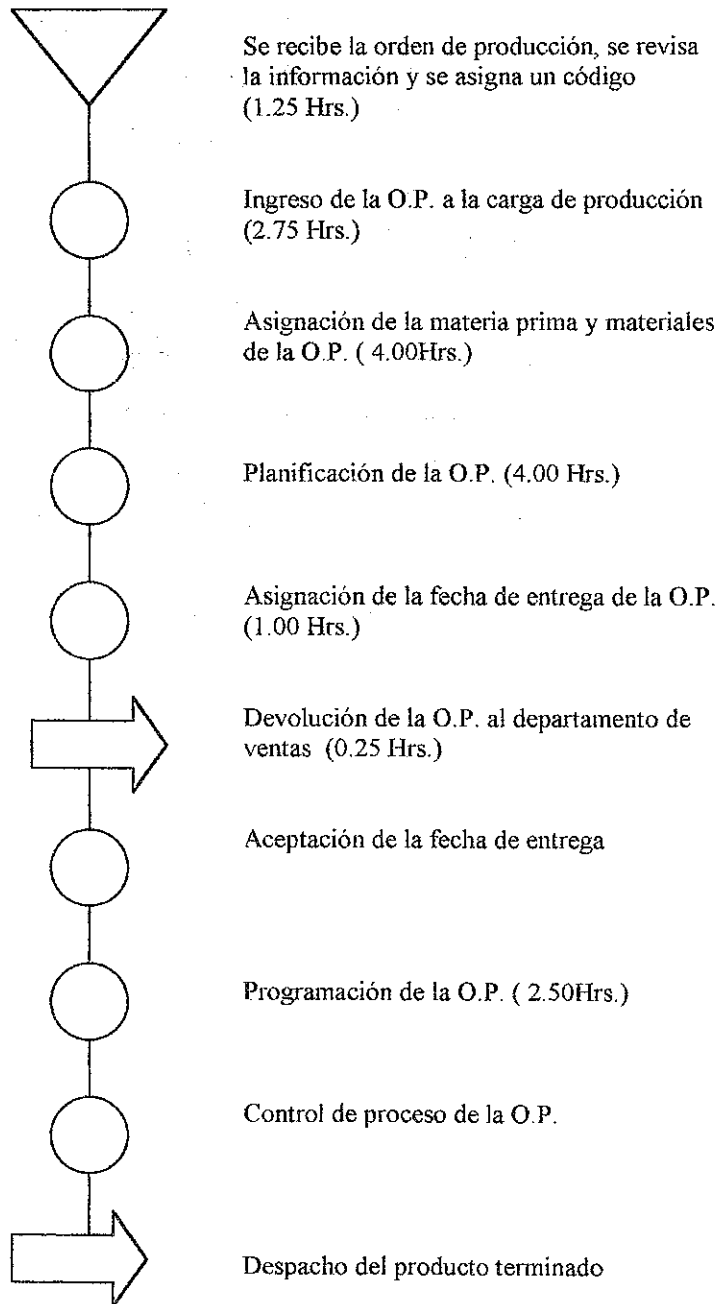 Se recibe la orden de producción, se revisa
la información y se asigna un código
(1.25 Hrs.)
Ingreso de la O.P. a la carga de producción
(2.75 Hrs.)
Asignación de la materia prima y materiales
de la O.P. ( 4.00Hrs.)
Planificación de la O.P. (4.00 Hrs.)
Asignación de la fecha de entrega de la O.P.
(1.00 Hrs.)
Devolución de la O.P. al departamento de
ventas (0.25 Hrs.)
Aceptación de la fecha de entrega
Programación de la O.P. ( 2.50Hrs.)
Control de proceso de la O.P.
Despacho del producto terminado